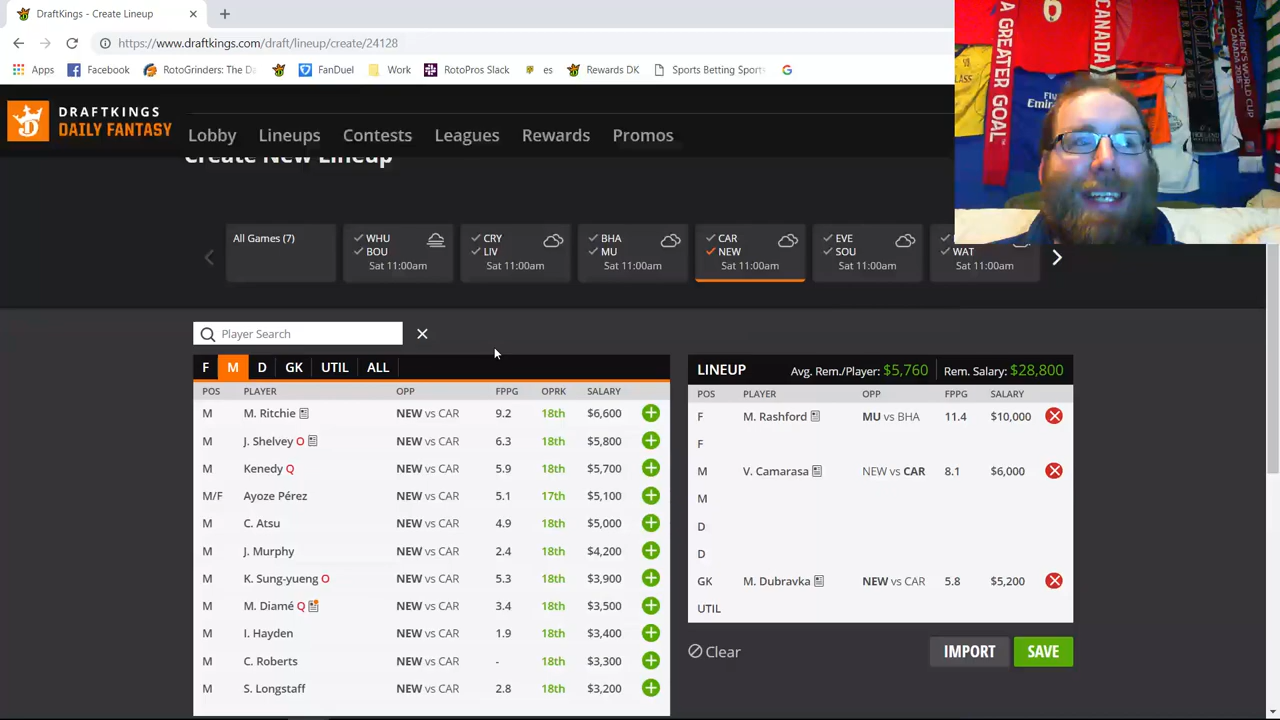 DraftKings - Create Lineup
https://www.draftkings.com/draft/lineup/create/24128
Apps Facebook RotoGrinders: The D FanDuel Work RotoPros Slack es Rewards DK Sports Betting Sport G
DRAFTKINGS
DAILY FANTASY
Lobby Lineups Contests Leagues Rewards Promos
Create New Lineup
All Games (7)
WHU
BOU
Sat 11:00am
CRY
LIV
Sat 11:00am
BHA
MU
Sat 11:00am
CAR
NEW
Sat 11:00am
EVE
SOU
Sat 11:00am
WAT
Sat 11:00am
A GREATER GOAL
6
CANADA
HOLLAND
FIFA WOMEN'S WORLD CUP
Player Search
F M D GK UTIL ALL
POS PLAYER OPP FPPG OPRK SALARY
M M. Ritchie NEW vs CAR 9.2 18th $6,600
M J. Shelvey O NEW vs CAR 6.3 18th $5,800
M Kenedy Q NEW vs CAR 5.9 18th $5,700
M/F Ayoze Pérez NEW vs CAR 5.1 17th $5,100
M C. Atsu NEW vs CAR 4.9 18th $5,000
M J. Murphy NEW vs CAR 2.4 18th $4,200
M K. Sung-yueng O NEW vs CAR 5.3 18th $3,900
M M. Diamé Q NEW vs CAR 3.4 18th $3,500
M I. Hayden NEW vs CAR 1.9 18th $3,400
M C. Roberts NEW vs CAR - 18th $3,300
M S. Longstaff NEW vs CAR 2.8 18th $3,200
LINEUP Avg. Rem./Player: $5,760 Rem. Salary: $28,800
POS PLAYER OPP FPPG SALARY
F M. Rashford MU vs BHA 11.4 $10,000
F
M V. Camarasa NEW vs CAR 8.1 $6,000
M
D
D
GK M. Dubravka NEW vs CAR 5.8 $5,200
UTIL
Clear IMPORT SAVE